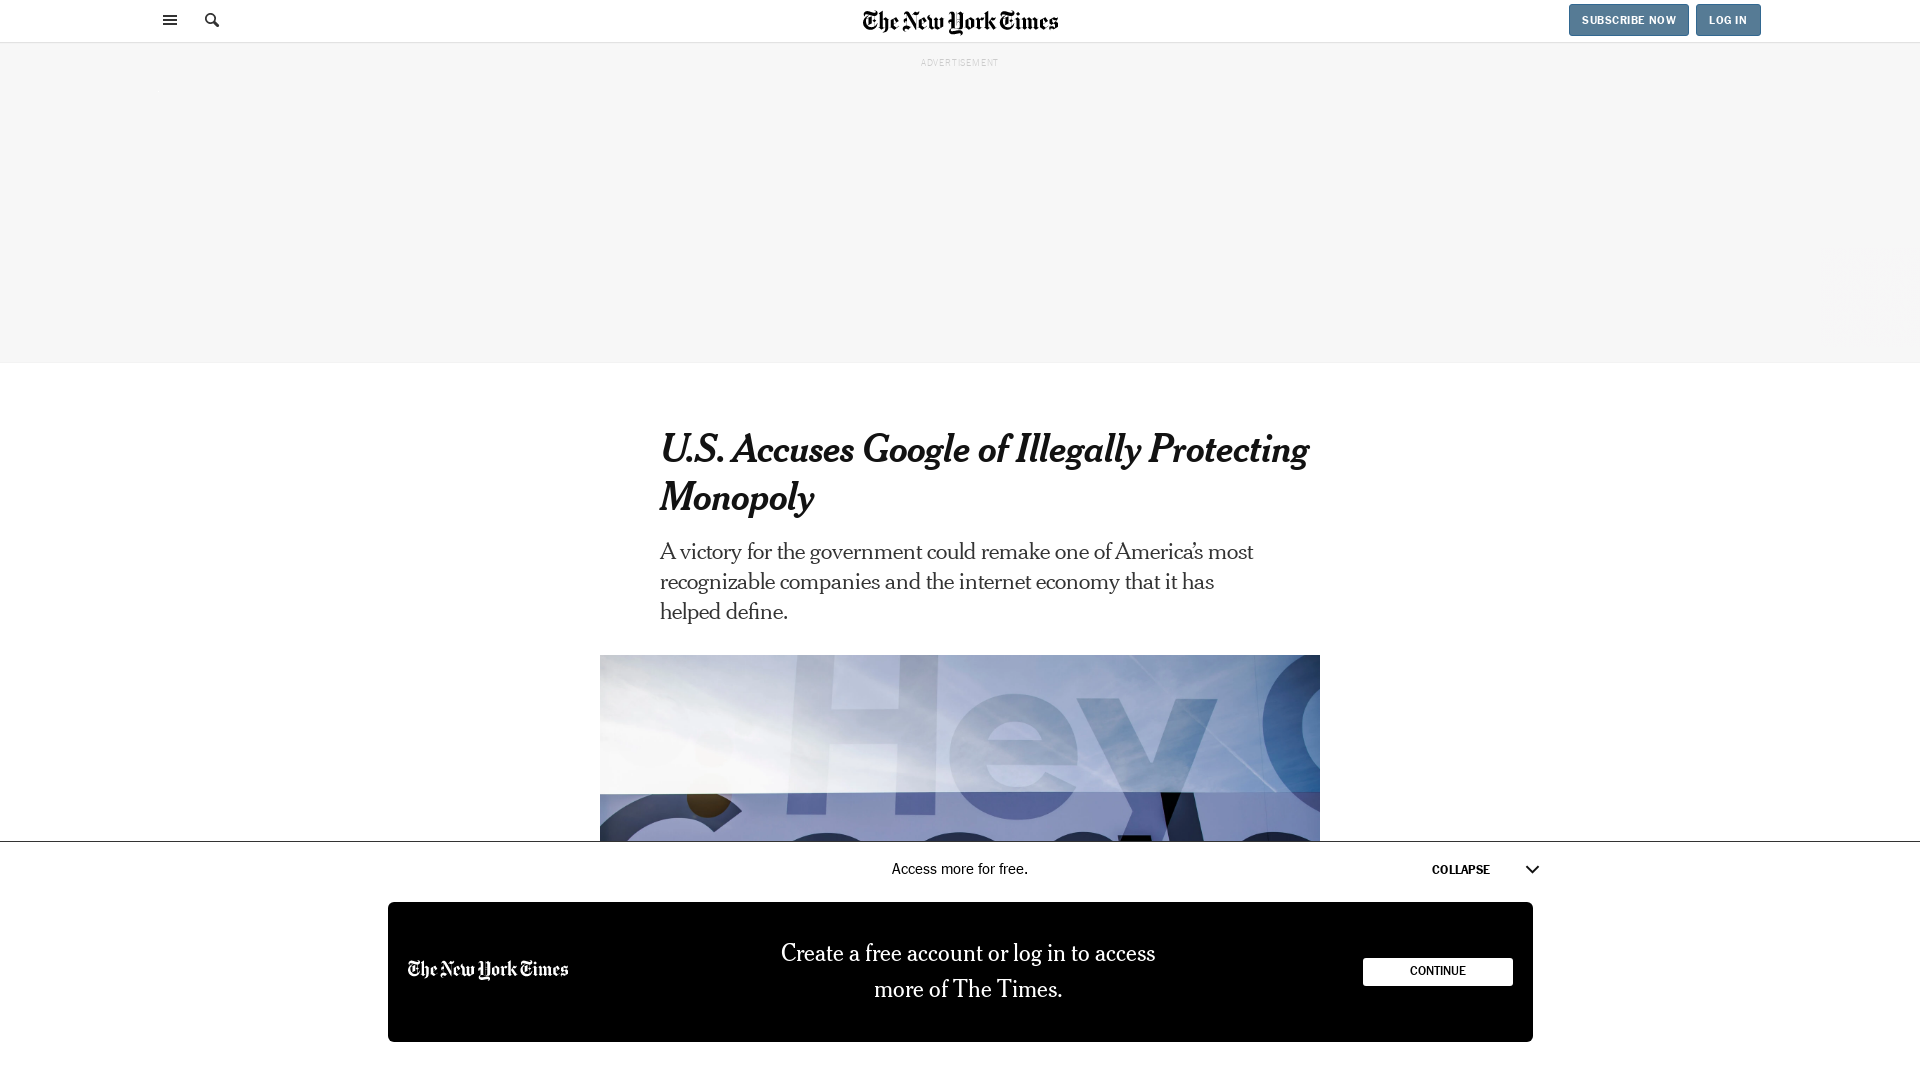 The New York Times
SUBSCRIBE NOW
LOG IN
ADVERTISEMENT
U.S. Accuses Google of Illegally Protecting
Monopoly
A victory for the government could remake one of America’s most
recognizable companies and the internet economy that it has
helped define.
Hey G
Access more for free.
COLLAPSE
The New York Times
Create a free account or log in to access
more of The Times.
CONTINUE